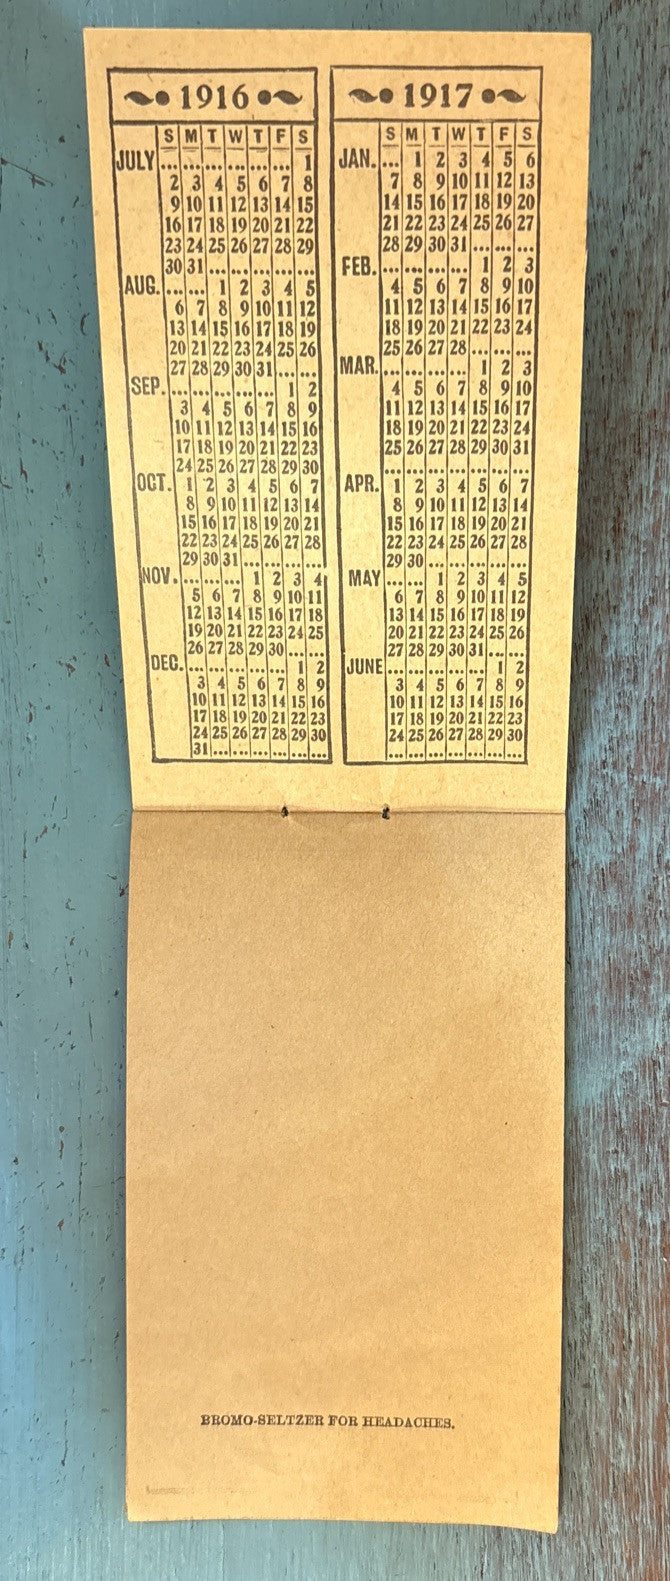 1916
S M T W T F S
JULY .... .... .... .... .... .... 1
2 3 4 5 6 7 8
9 10 11 12 13 14 15
16 17 18 19 20 21 22
23 24 25 26 27 28 29
30 31 .... .... .... .... ....
AUG. .... .... 1 2 3 4 5
6 7 8 9 10 11 12
13 14 15 16 17 18 19
20 21 22 23 24 25 26
27 28 29 30 31 .... ....
SEP. .... .... .... .... .... 1 2
3 4 5 6 7 8 9
10 11 12 13 14 15 16
17 18 19 20 21 22 23
24 25 26 27 28 29 30
OCT. 1 2 3 4 5 6 7
8 9 10 11 12 13 14
15 16 17 18 19 20 21
22 23 24 25 26 27 28
29 30 31 .... .... .... ....
NOV. .... .... .... 1 2 3 4
5 6 7 8 9 10 11
12 13 14 15 16 17 18
19 20 21 22 23 24 25
26 27 28 29 30 .... ....
DEC. .... .... .... .... .... 1 2
3 4 5 6 7 8 9
10 11 12 13 14 15 16
17 18 19 20 21 22 23
24 25 26 27 28 29 30
31 .... .... .... .... .... ....
1917
S M T W T F S
JAN. .... 1 2 3 4 5 6
7 8 9 10 11 12 13
14 15 16 17 18 19 20
21 22 23 24 25 26 27
28 29 30 31 .... .... ....
FEB. .... .... .... .... 1 2 3
4 5 6 7 8 9 10
11 12 13 14 15 16 17
18 19 20 21 22 23 24
25 26 27 28 .... .... ....
MAR. .... .... .... .... 1 2 3
4 5 6 7 8 9 10
11 12 13 14 15 16 17
18 19 20 21 22 23 24
25 26 27 28 29 30 31
.... .... .... .... .... .... ....
APR. 1 2 3 4 5 6 7
8 9 10 11 12 13 14
15 16 17 18 19 20 21
22 23 24 25 26 27 28
29 30 .... .... .... .... ....
MAY .... .... 1 2 3 4 5
6 7 8 9 10 11 12
13 14 15 16 17 18 19
20 21 22 23 24 25 26
27 28 29 30 31 .... ....
JUNE .... .... .... .... .... 1 2
3 4 5 6 7 8 9
10 11 12 13 14 15 16
17 18 19 20 21 22 23
24 25 26 27 28 29 30
.... .... .... .... .... .... ....
BROMO-SELTZER FOR HEADACHES.